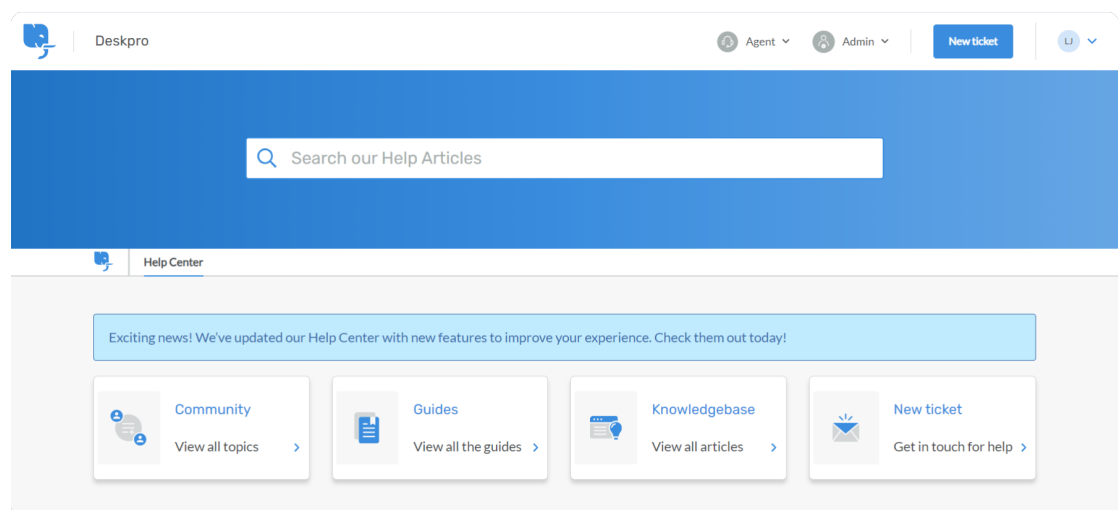 Deskpro
Agent
Admin
New ticket
LJ
Search our Help Articles
Help Center
Exciting news! We've updated our Help Center with new features to improve your experience. Check them out today!
Community
View all topics
Guides
View all the guides
Knowledgebase
View all articles
New ticket
Get in touch for help